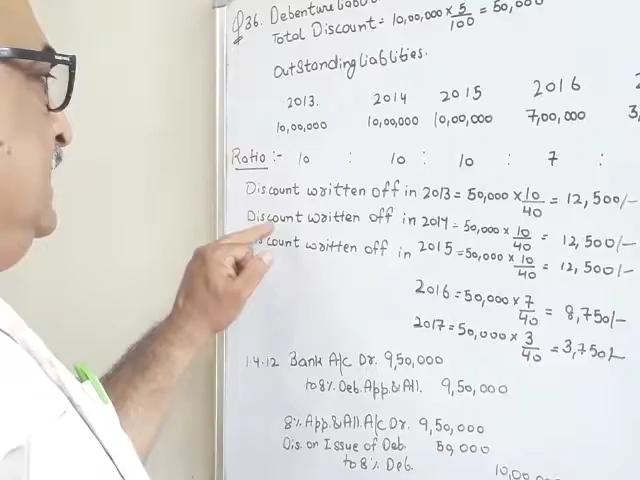 Q36. Debenture Liab
Total Discount = 10,00,000 × 5/100 = 50,000
Outstanding liablities.
2013. 2014 2015 2016 2
10,00,000 10,00,000 10,00,000 7,00,000 3,
Ratio :- 10 : 10 : 10 : 7 :
Discount written off in 2013 = 50,000 × 10/40 = 12,500/-
Discount written off in 2014 = 50,000 × 10/40 = 12,500/-
scount written off in 2015 = 50,000 × 10/40 = 12,500/-
2016 = 50,000 × 7/40 = 8,750/-
2017 = 50,000 × 3/40 = 3,750/-
1.4.12 Bank A/c Dr. 9,50,000
to 8% Deb. App. & All. 9,50,000
8% App. & All. A/c Dr. 9,50,000
Dis. on Issue of Deb. 50,000
to 8% Deb. 10,00,000